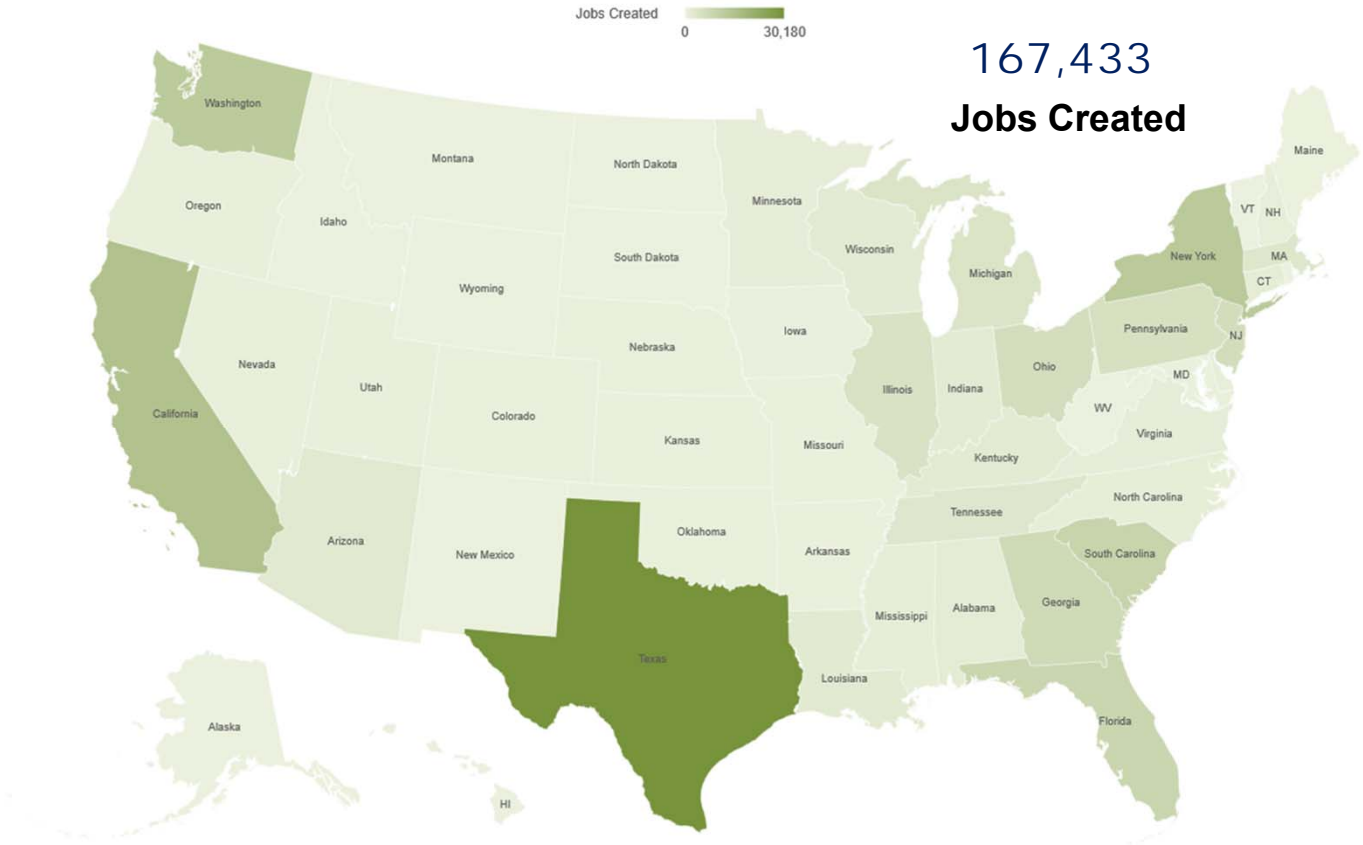 Jobs Created
0 30,180
167,433
Jobs Created
Washington
Montana
North Dakota
Minnesota
Maine
Oregon
Idaho
VT
NH
Wisconsin
South Dakota
New York
MA
Michigan
CT
Wyoming
Iowa
Pennsylvania
NJ
Nebraska
Nevada
Ohio
MD
Utah
Illinois
Indiana
WV
California
Colorado
Virginia
Kansas
Missouri
Kentucky
North Carolina
Tennessee
Oklahoma
Arizona
New Mexico
Arkansas
South Carolina
Georgia
Alabama
Mississippi
Texas
Louisiana
Florida
Alaska
HI